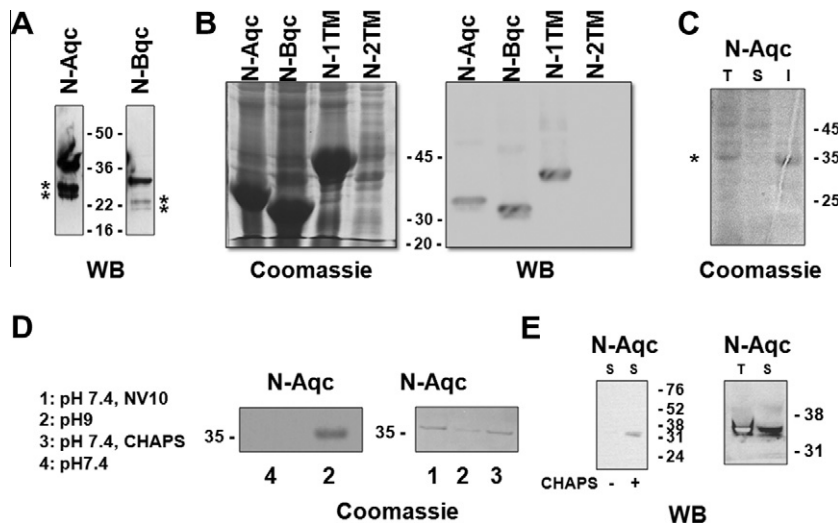 A
N-Aqc
N-Bqc
- 50
- 36
- 22
- 16
*
*
*
*
WB
B
N-Aqc
N-Bqc
N-1TM
N-2TM
- 45
- 30
- 20
Coomassie
N-Aqc
N-Bqc
N-1TM
N-2TM
WB
C
N-Aqc
T S I
*
-45
-35
-25
Coomassie
D
1: pH 7.4, NV10
2: pH9
3: pH 7.4, CHAPS
4: pH7.4
N-Aqc
35 -
4 2
N-Aqc
35 -
1 2 3
Coomassie
E
N-Aqc
S S
- 76
- 52
- 38
- 31
- 24
CHAPS - +
N-Aqc
T S
- 38
- 31
WB